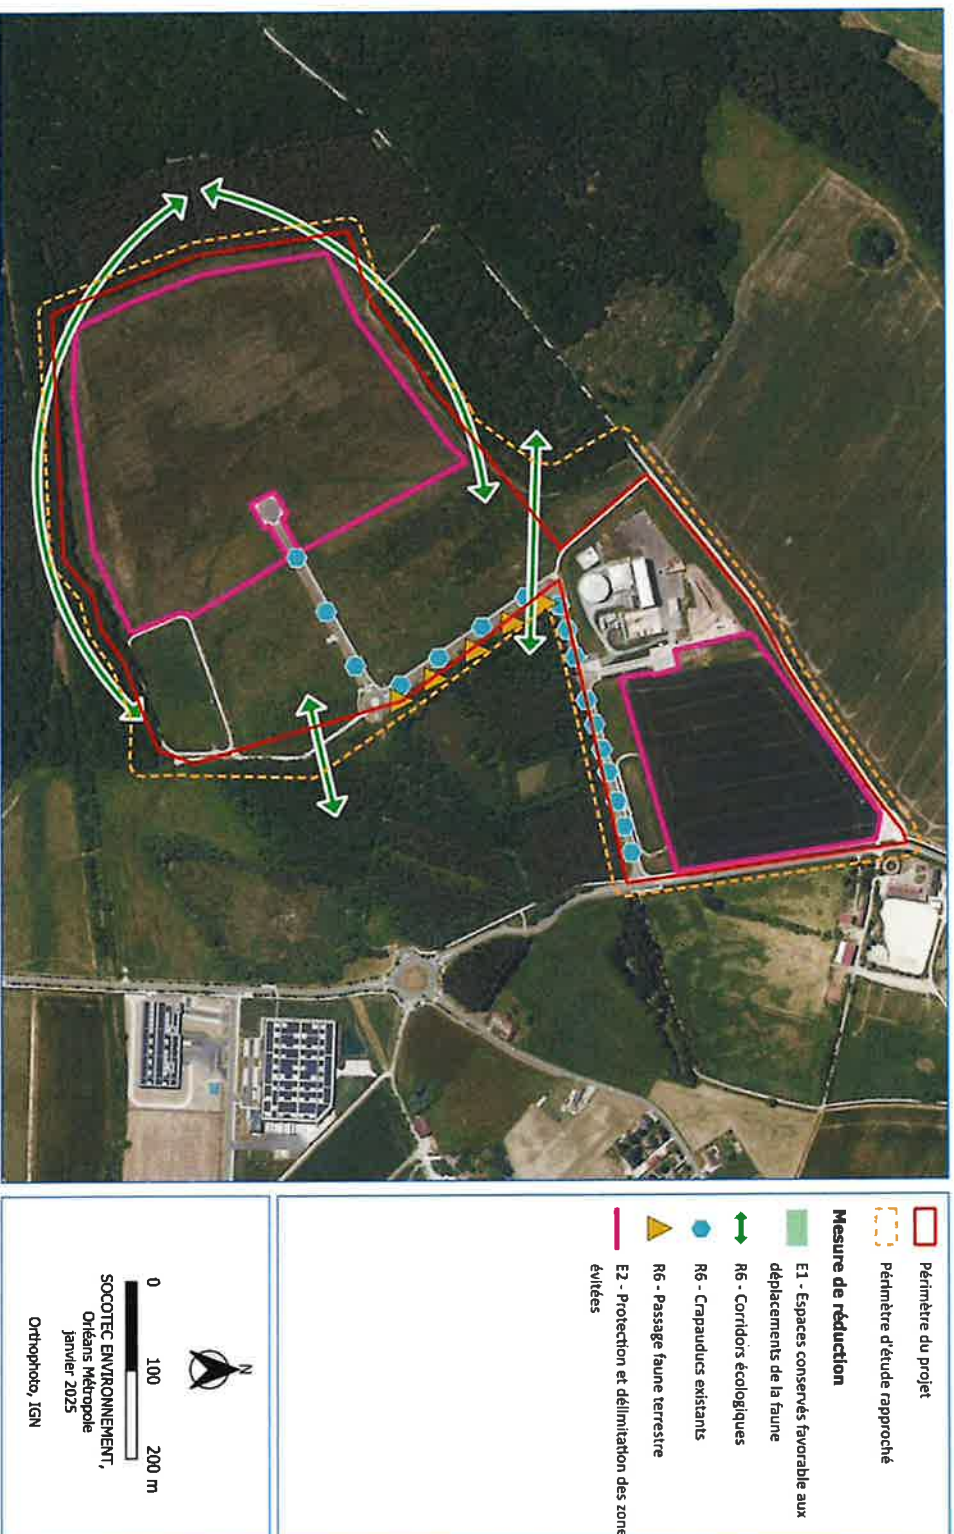 Périmètre du projet
Périmètre d'étude rapproché
Mesure de réduction
E1 - Espaces conservés favorable aux
déplacements de la faune
R6 - Corridors écologiques
R6 - Crapauducs existants
R6 - Passage faune terrestre
E2 - Protection et délimitation des zone
évitées
N
0 100 200 m
SOCOTEC ENVIRONNEMENT,
Orléans Métropole
janvier 2025
Orthophoto, IGN